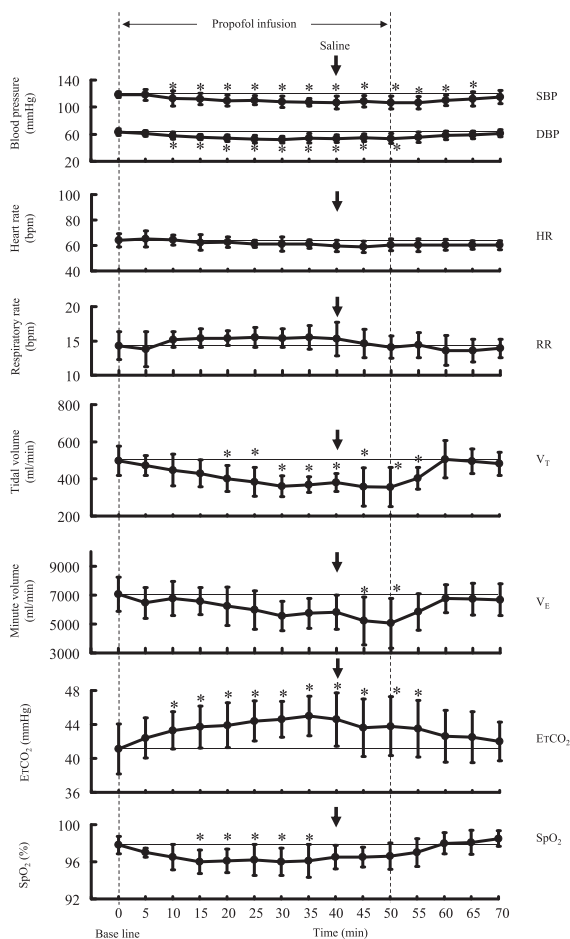 Propofol infusion
Saline
Blood pressure
(mmHg)
140
100
60
20
* * * * * * * * * * * *
* * * * * * * * *
SBP
DBP
Heart rate
(bpm)
100
80
60
40
HR
Respiratory rate
(bpm)
20
15
10
RR
Tidal volume
(ml/min)
800
600
400
200
* * * * * * * *
VT
Minute volume
(ml/min)
9000
7000
5000
3000
* *
VE
ETCO2 (mmHg)
48
44
40
36
* * * * * * * * * *
ETCO2
SpO2 (%)
100
96
92
* * * * *
SpO2
0 5 10 15 20 25 30 35 40 45 50 55 60 65 70
Base line
Time (min)